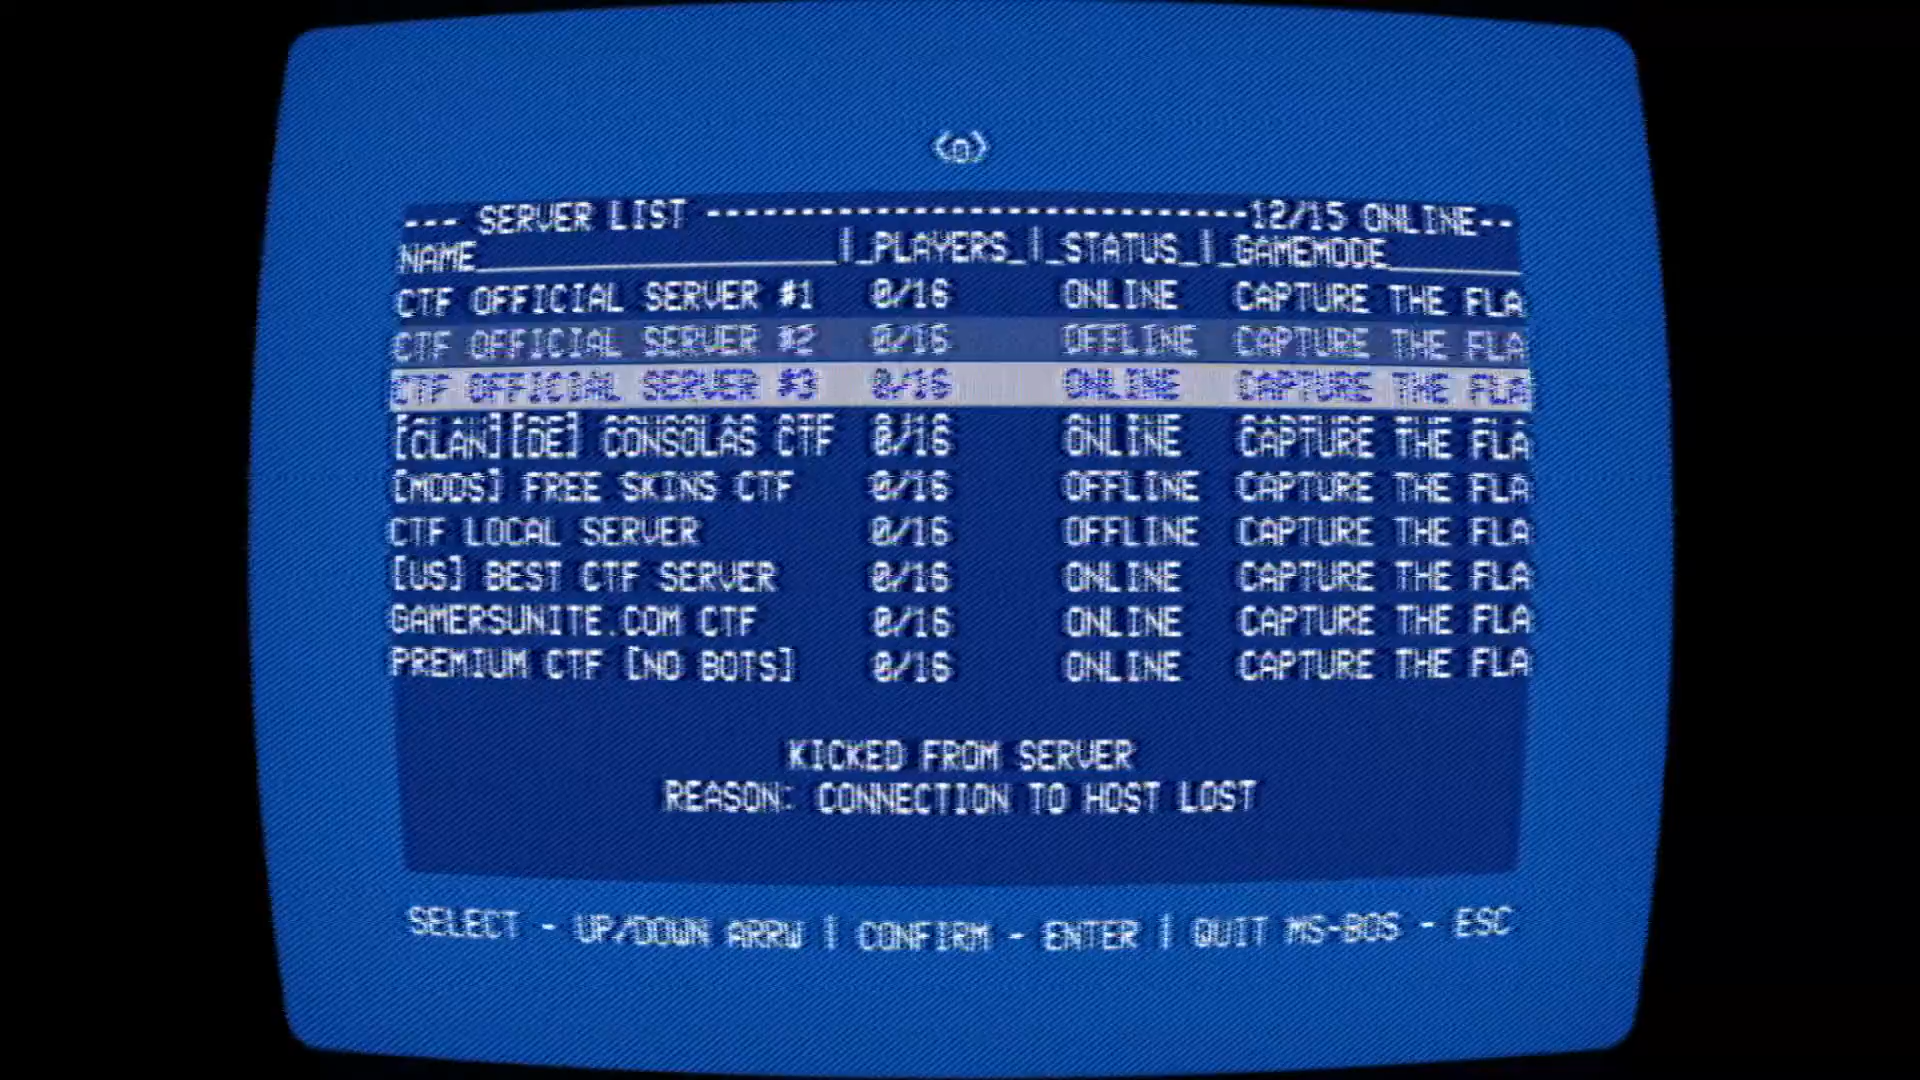 --- SERVER LIST -------------------------------12/15 ONLINE--
NAME____________________|_PLAYERS_|_STATUS_|_GAMEMODE_______
CTF OFFICIAL SERVER #1 0/16 ONLINE CAPTURE THE FLA
CTF OFFICIAL SERVER #2 0/16 OFFLINE CAPTURE THE FLA
CTF OFFICIAL SERVER #3 0/16 ONLINE CAPTURE THE FLA
[CLAN][DE] CONSOLAS CTF 0/16 ONLINE CAPTURE THE FLA
[MODS] FREE SKINS CTF 0/16 OFFLINE CAPTURE THE FLA
CTF LOCAL SERVER 0/16 OFFLINE CAPTURE THE FLA
[US] BEST CTF SERVER 0/16 ONLINE CAPTURE THE FLA
GAMERSUNITE.COM CTF 0/16 ONLINE CAPTURE THE FLA
PREMIUM CTF [NO BOTS] 0/16 ONLINE CAPTURE THE FLA
KICKED FROM SERVER
REASON: CONNECTION TO HOST LOST
SELECT - UP/DOWN ARRW | CONFIRM - ENTER | QUIT MS-BOS - ESC